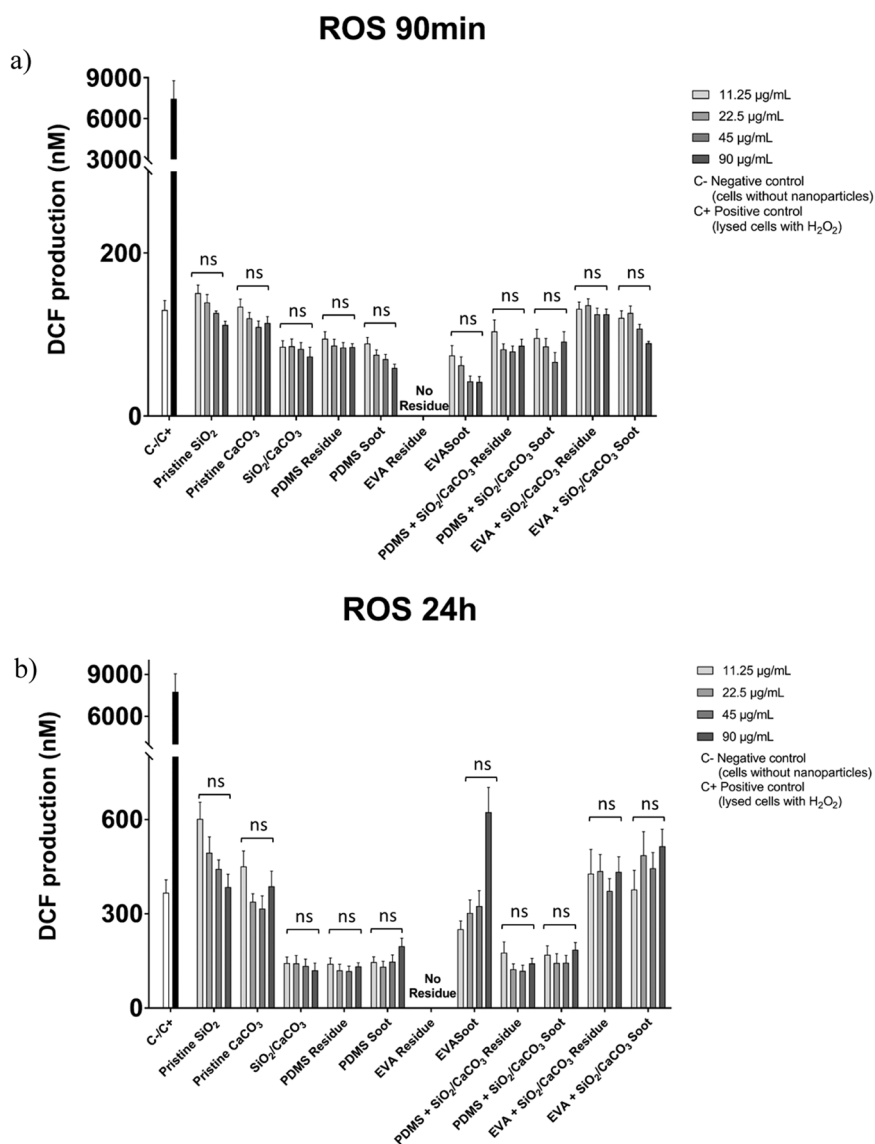 ROS 90min
a)
DCF production (nM)
9000
6000
3000
200
0
ns
ns
ns
ns
ns
No
Residue
ns
ns
ns
ns
ns
C-/C+
Pristine SiO₂
Pristine CaCO₃
SiO₂/CaCO₃
PDMS Residue
PDMS Soot
EVA Residue
EVASoot
PDMS + SiO₂/CaCO₃ Residue
PDMS + SiO₂/CaCO₃ Soot
EVA + SiO₂/CaCO₃ Residue
EVA + SiO₂/CaCO₃ Soot
11.25 µg/mL
22.5 µg/mL
45 µg/mL
90 µg/mL
C- Negative control
(cells without nanoparticles)
C+ Positive control
(lysed cells with H₂O₂)
ROS 24h
b)
DCF production (nM)
9000
6000
600
300
0
ns
ns
ns
ns
ns
No
Residue
ns
ns
ns
ns
ns
C-/C+
Pristine SiO₂
Pristine CaCO₃
SiO₂/CaCO₃
PDMS Residue
PDMS Soot
EVA Residue
EVASoot
PDMS + SiO₂/CaCO₃ Residue
PDMS + SiO₂/CaCO₃ Soot
EVA + SiO₂/CaCO₃ Residue
EVA + SiO₂/CaCO₃ Soot
11.25 µg/mL
22.5 µg/mL
45 µg/mL
90 µg/mL
C- Negative control
(cells without nanoparticles)
C+ Positive control
(lysed cells with H₂O₂)